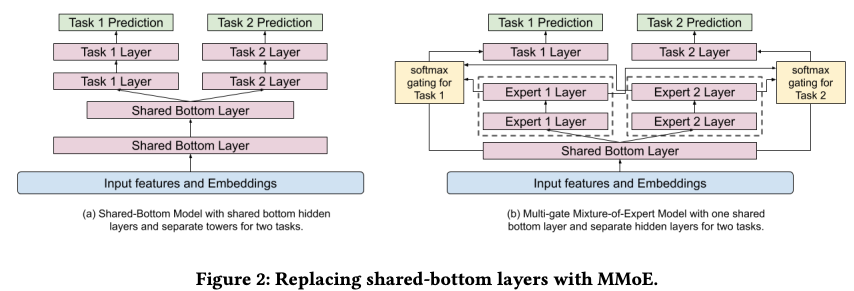 Task 1 Prediction
Task 2 Prediction
Task 1 Layer
Task 2 Layer
Task 1 Layer
Task 2 Layer
Shared Bottom Layer
Shared Bottom Layer
Input features and Embeddings
(a) Shared-Bottom Model with shared bottom hidden
layers and separate towers for two tasks.
Task 1 Prediction
Task 2 Prediction
Task 1 Layer
Task 2 Layer
softmax
gating for
Task 1
Expert 1 Layer
Expert 2 Layer
softmax
gating for
Task 2
Expert 1 Layer
Expert 2 Layer
Shared Bottom Layer
Input features and Embeddings
(b) Multi-gate Mixture-of-Expert Model with one shared
bottom layer and separate hidden layers for two tasks.
Figure 2: Replacing shared-bottom layers with MMoE.